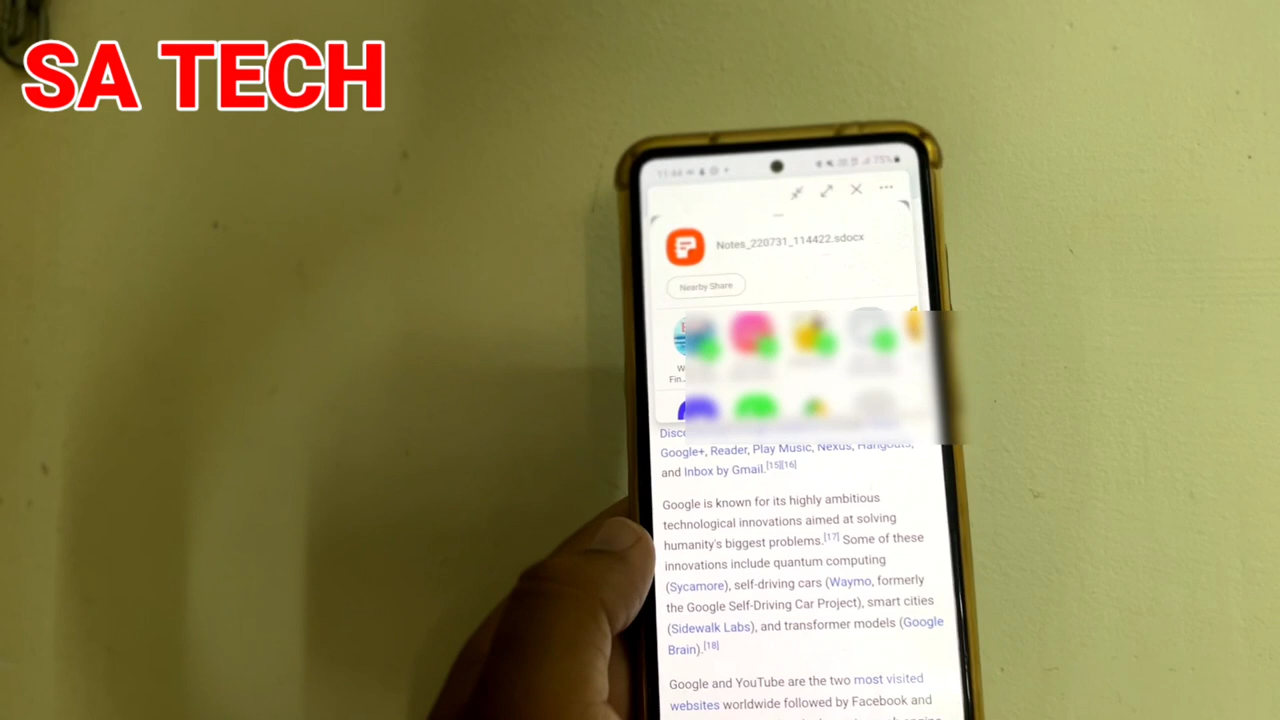 SA TECH
75%
Notes_220731_114422.sdocx
Nearby Share
W
Fin..
Disc
Google+, Reader, Play Music, Nexus, Hangouts,
and Inbox by Gmail.[15][16]
Google is known for its highly ambitious
technological innovations aimed at solving
humanity's biggest problems.[17] Some of these
innovations include quantum computing
(Sycamore), self-driving cars (Waymo, formerly
the Google Self-Driving Car Project), smart cities
(Sidewalk Labs), and transformer models (Google
Brain).[18]
Google and YouTube are the two most visited
websites worldwide followed by Facebook and